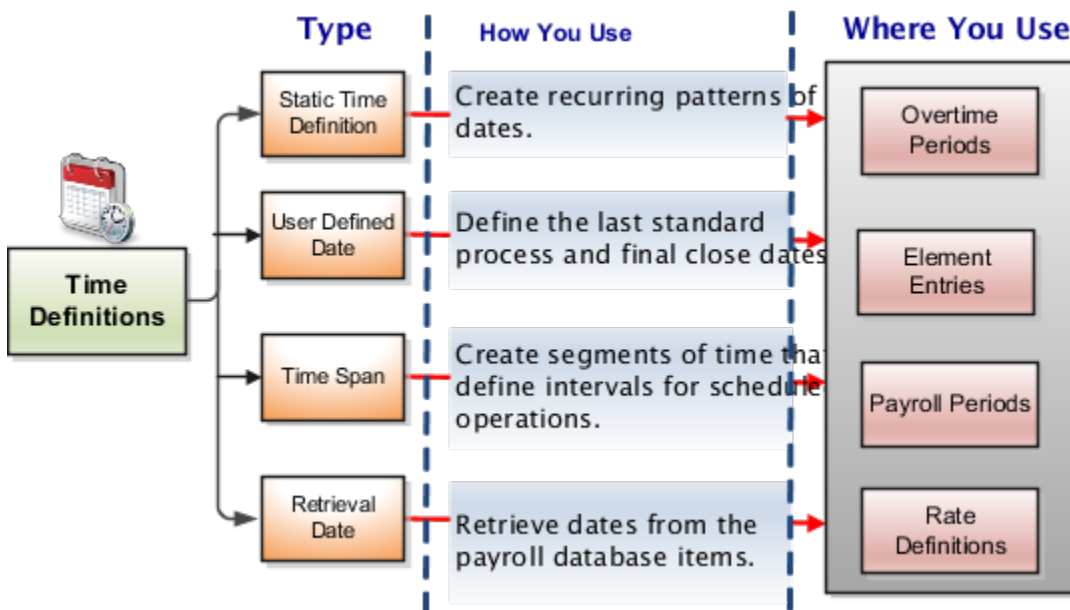 Type
How You Use
Where You Use
Time
Definitions
Static Time
Definition
Create recurring patterns of
dates.
Overtime
Periods
User Defined
Date
Define the last standard
process and final close dates
Element
Entries
Time Span
Create segments of time tha
define intervals for schedule
operations.
Payroll Periods
Retrieval
Date
Retrieve dates from the
payroll database items.
Rate
Definitions